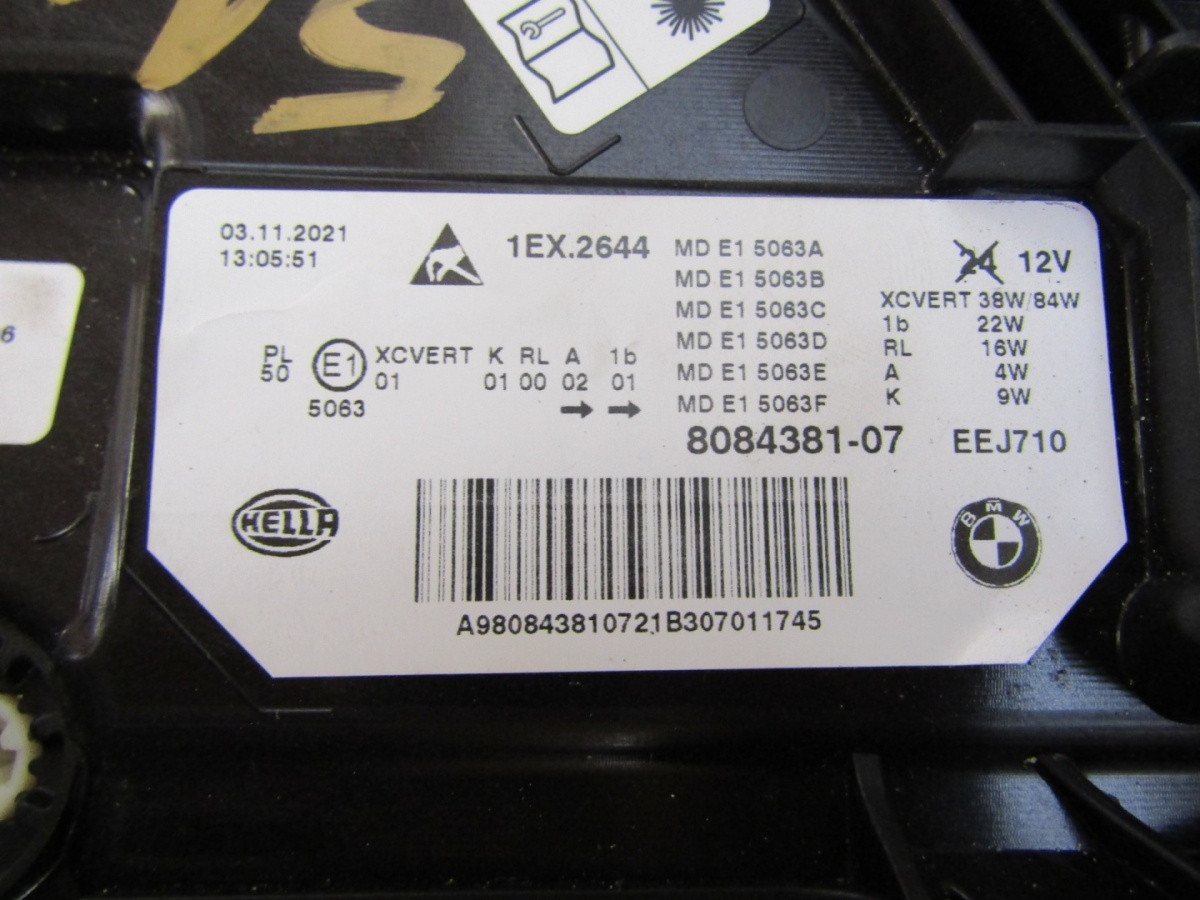 03.11.2021
13:05:51
1EX.2644
MD E1 5063A
MD E1 5063B
MD E1 5063C
MD E1 5063D
MD E1 5063E
MD E1 5063F
24 12V
XCVERT 38W/84W
1b 22W
RL 16W
A 4W
K 9W
PL E1 XCVERT K RL A 1b
50 01 01 00 02 01
5063
8084381-07 EEJ710
HELLA
BMW
A980843810721B307011745
6